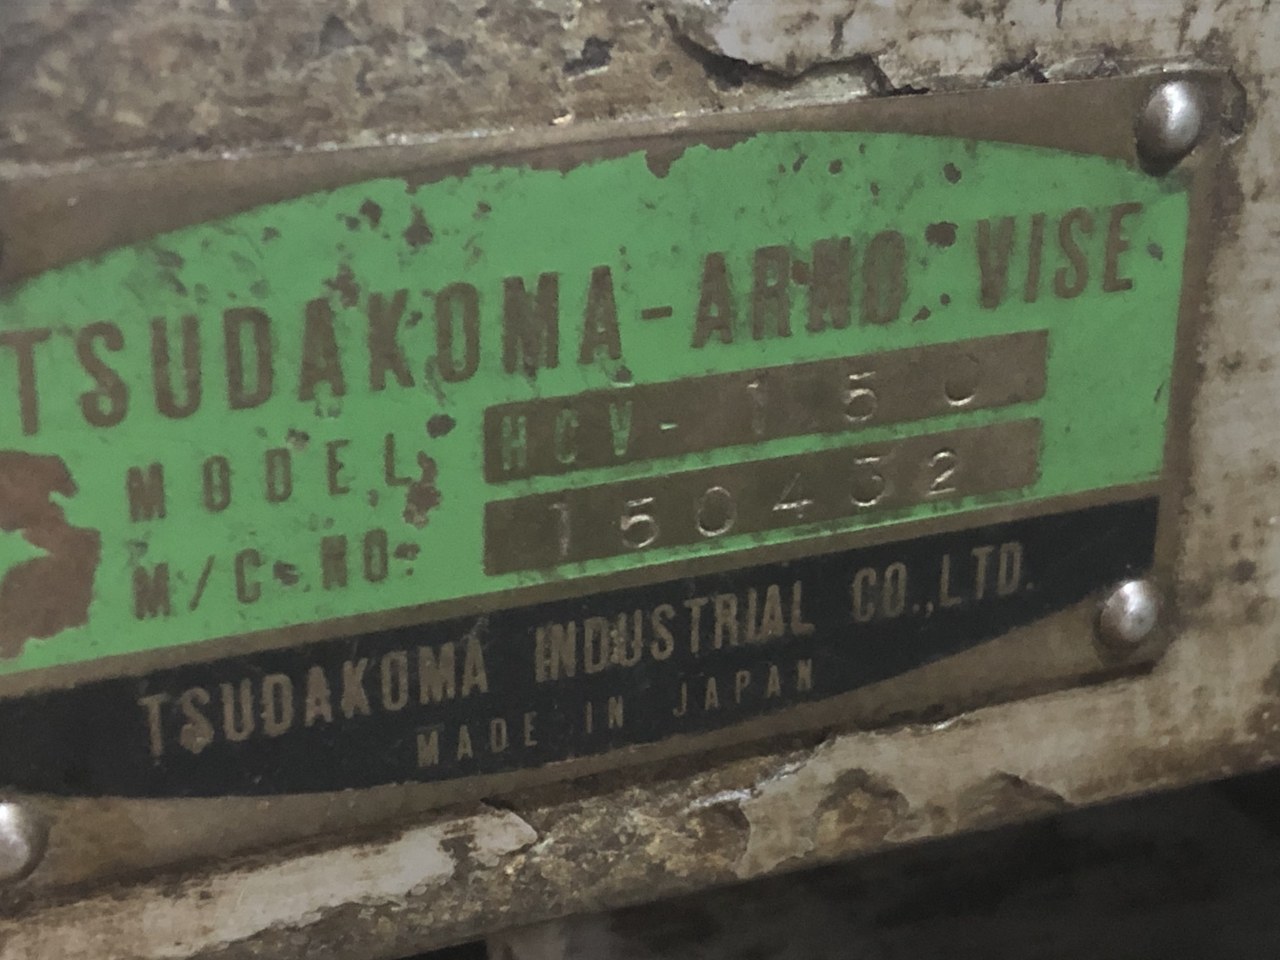 TSUDAKOMA-ARNO. VISE
MODEL HCV-150
M/C NO. 150432
TSUDAKOMA INDUSTRIAL CO.,LTD.
MADE IN JAPAN